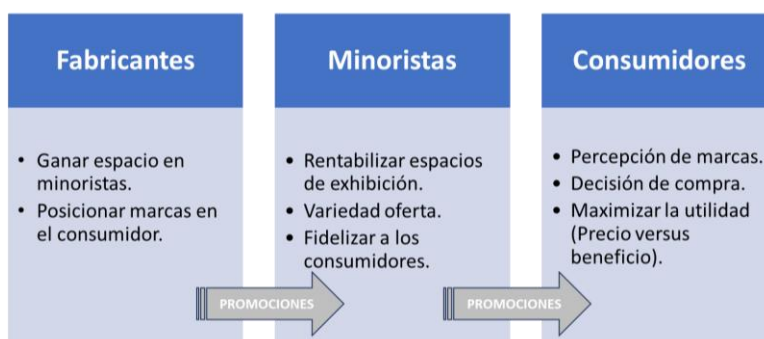 Fabricantes
• Ganar espacio en
minoristas.
• Posicionar marcas en
el consumidor.
Minoristas
• Rentabilizar espacios
de exhibición.
• Variedad oferta.
• Fidelizar a los
consumidores.
Consumidores
• Percepción de marcas.
• Decisión de compra.
• Maximizar la utilidad
(Precio versus
beneficio).
PROMOCIONES
PROMOCIONES